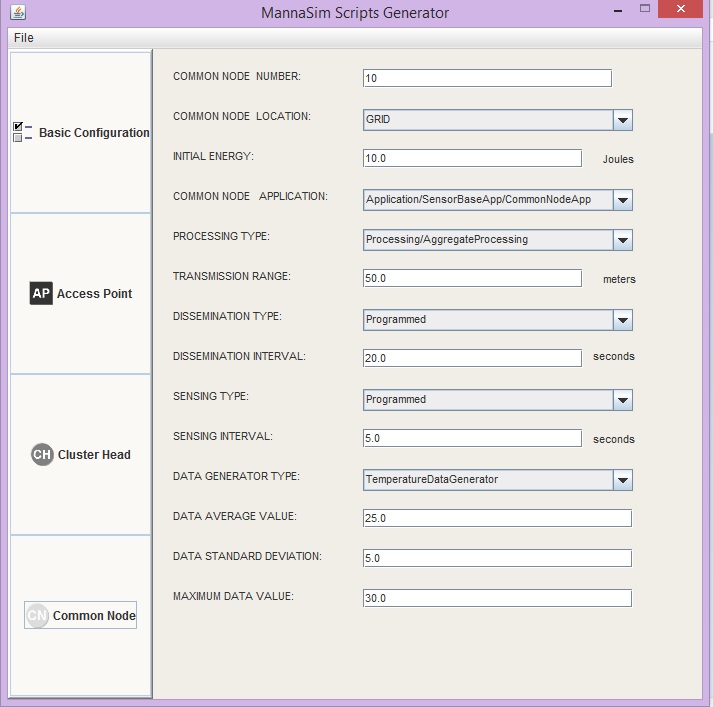 MannaSim Scripts Generator
File
Basic Configuration
AP Access Point
CH Cluster Head
CN Common Node
COMMON NODE NUMBER: 10
COMMON NODE LOCATION: GRID
INITIAL ENERGY: 10.0 Joules
COMMON NODE APPLICATION: Application/SensorBaseApp/CommonNodeApp
PROCESSING TYPE: Processing/AggregateProcessing
TRANSMISSION RANGE: 50.0 meters
DISSEMINATION TYPE: Programmed
DISSEMINATION INTERVAL: 20.0 seconds
SENSING TYPE: Programmed
SENSING INTERVAL: 5.0 seconds
DATA GENERATOR TYPE: TemperatureDataGenerator
DATA AVERAGE VALUE: 25.0
DATA STANDARD DEVIATION: 5.0
MAXIMUM DATA VALUE: 30.0